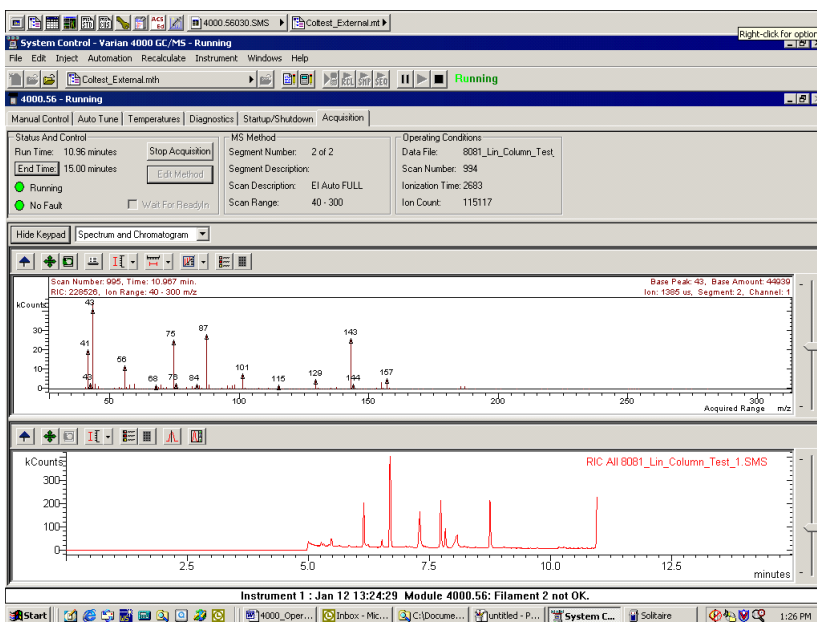 4000.56030.SMS Coltest_External.mt
Right-click for option
System Control - Varian 4000 GC/MS - Running
File Edit Inject Automation Recalculate Instrument Windows Help
Coltest_External.mth RCL SMP SEQ Running
4000.56 - Running
Manual Control Auto Tune Temperatures Diagnostics Startup/Shutdown Acquisition
Status And Control MS Method Operating Conditions
Run Time: 10.96 minutes Stop Acquisition Segment Number: 2 of 2 Data File: 8081_Lin_Column_Test_
End Time: 15.00 minutes Edit Method Segment Description: Scan Number: 994
Running Scan Description: EI Auto FULL Ionization Time: 2683
No Fault Wait For ReadyIn Scan Range: 40 - 300 Ion Count: 115117
Hide Keypad Spectrum and Chromatogram
Scan Number: 995, Time: 10.967 min. Base Peak: 43, Base Amount: 44939
RIC: 228526, Ion Range: 40 - 300 m/z Ion: 1385 us, Segment: 2, Channel: 1
kCounts 43
30 75 87 143
20 41
10 56 101 129 157
0 43 68 76 84 115 144
50 100 150 200 250 300
Acquired Range m/z
kCounts RIC All 8081_Lin_Column_Test_1.SMS
300
200
100
0
2.5 5.0 7.5 10.0 12.5
minutes
Instrument 1 : Jan 12 13:24:29 Module 4000.56: Filament 2 not OK.
Start 4000_Oper... Inbox - Mic... C:\Docume... untitled - P... System C... Solitaire 1:26 PM